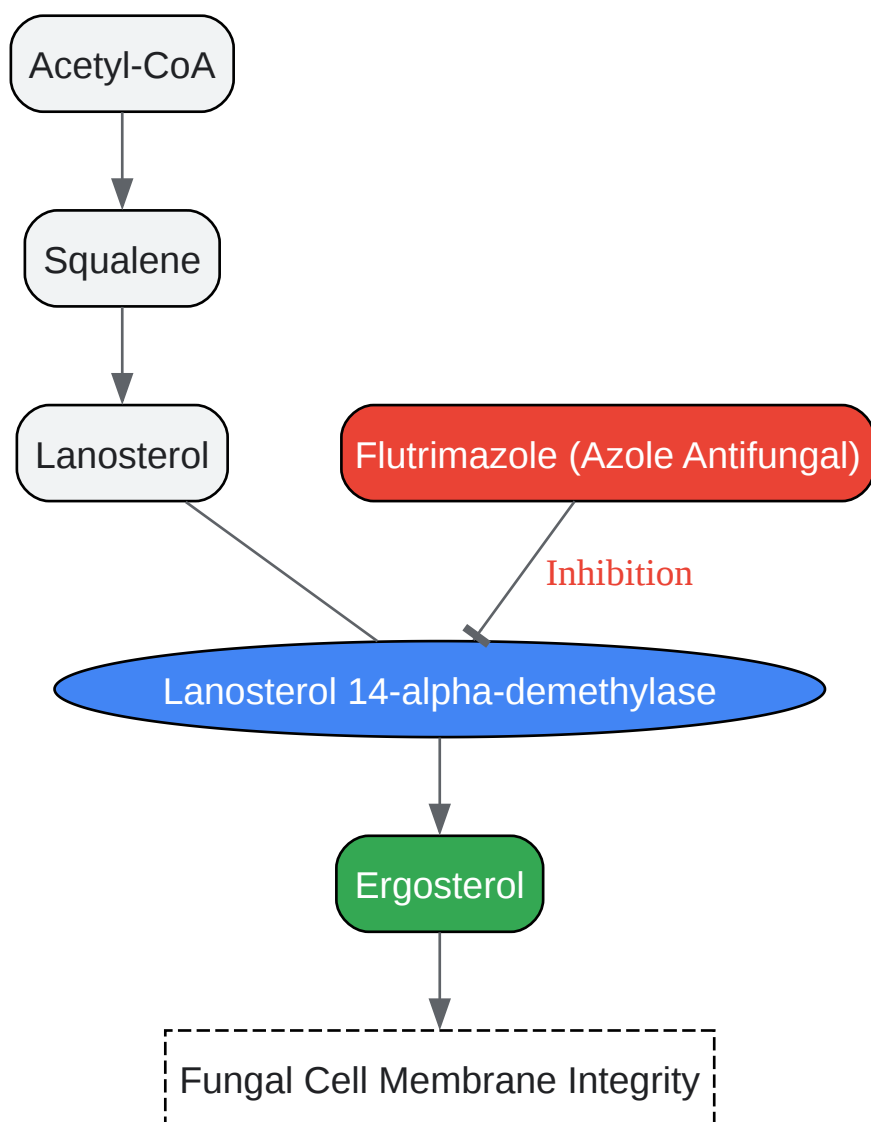 Acetyl-CoA
Squalene
Lanosterol
Flutrimazole (Azole Antifungal)
Inhibition
Lanosterol 14-alpha-demethylase
Ergosterol
Fungal Cell Membrane Integrity